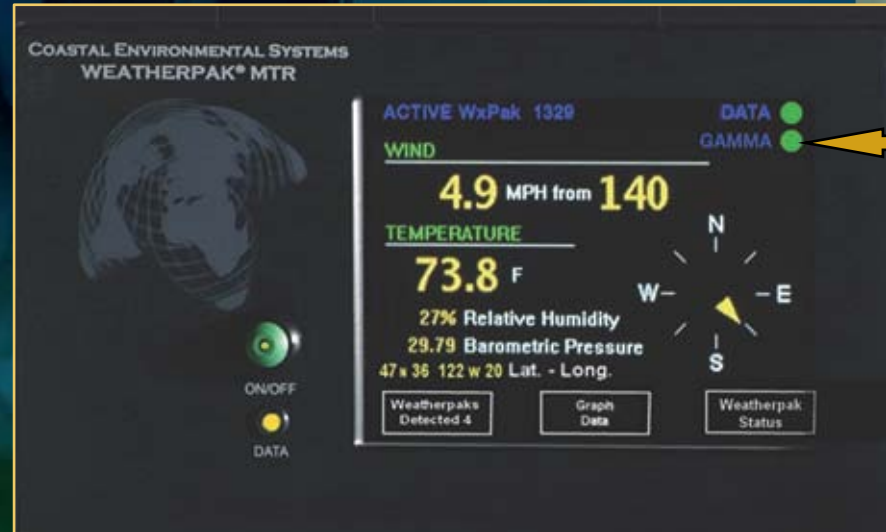 COASTAL ENVIRONMENTAL SYSTEMS
WEATHERPAK® MTR
ACTIVE WxPak 1329
DATA
GAMMA
WIND
4.9 MPH from 140
TEMPERATURE
73.8 F
27% Relative Humidity
29.79 Barometric Pressure
47 n 36 122 w 20 Lat. - Long.
N
W
E
S
Weatherpaks
Detected 4
Graph
Data
Weatherpak
Status
ON/OFF
DATA